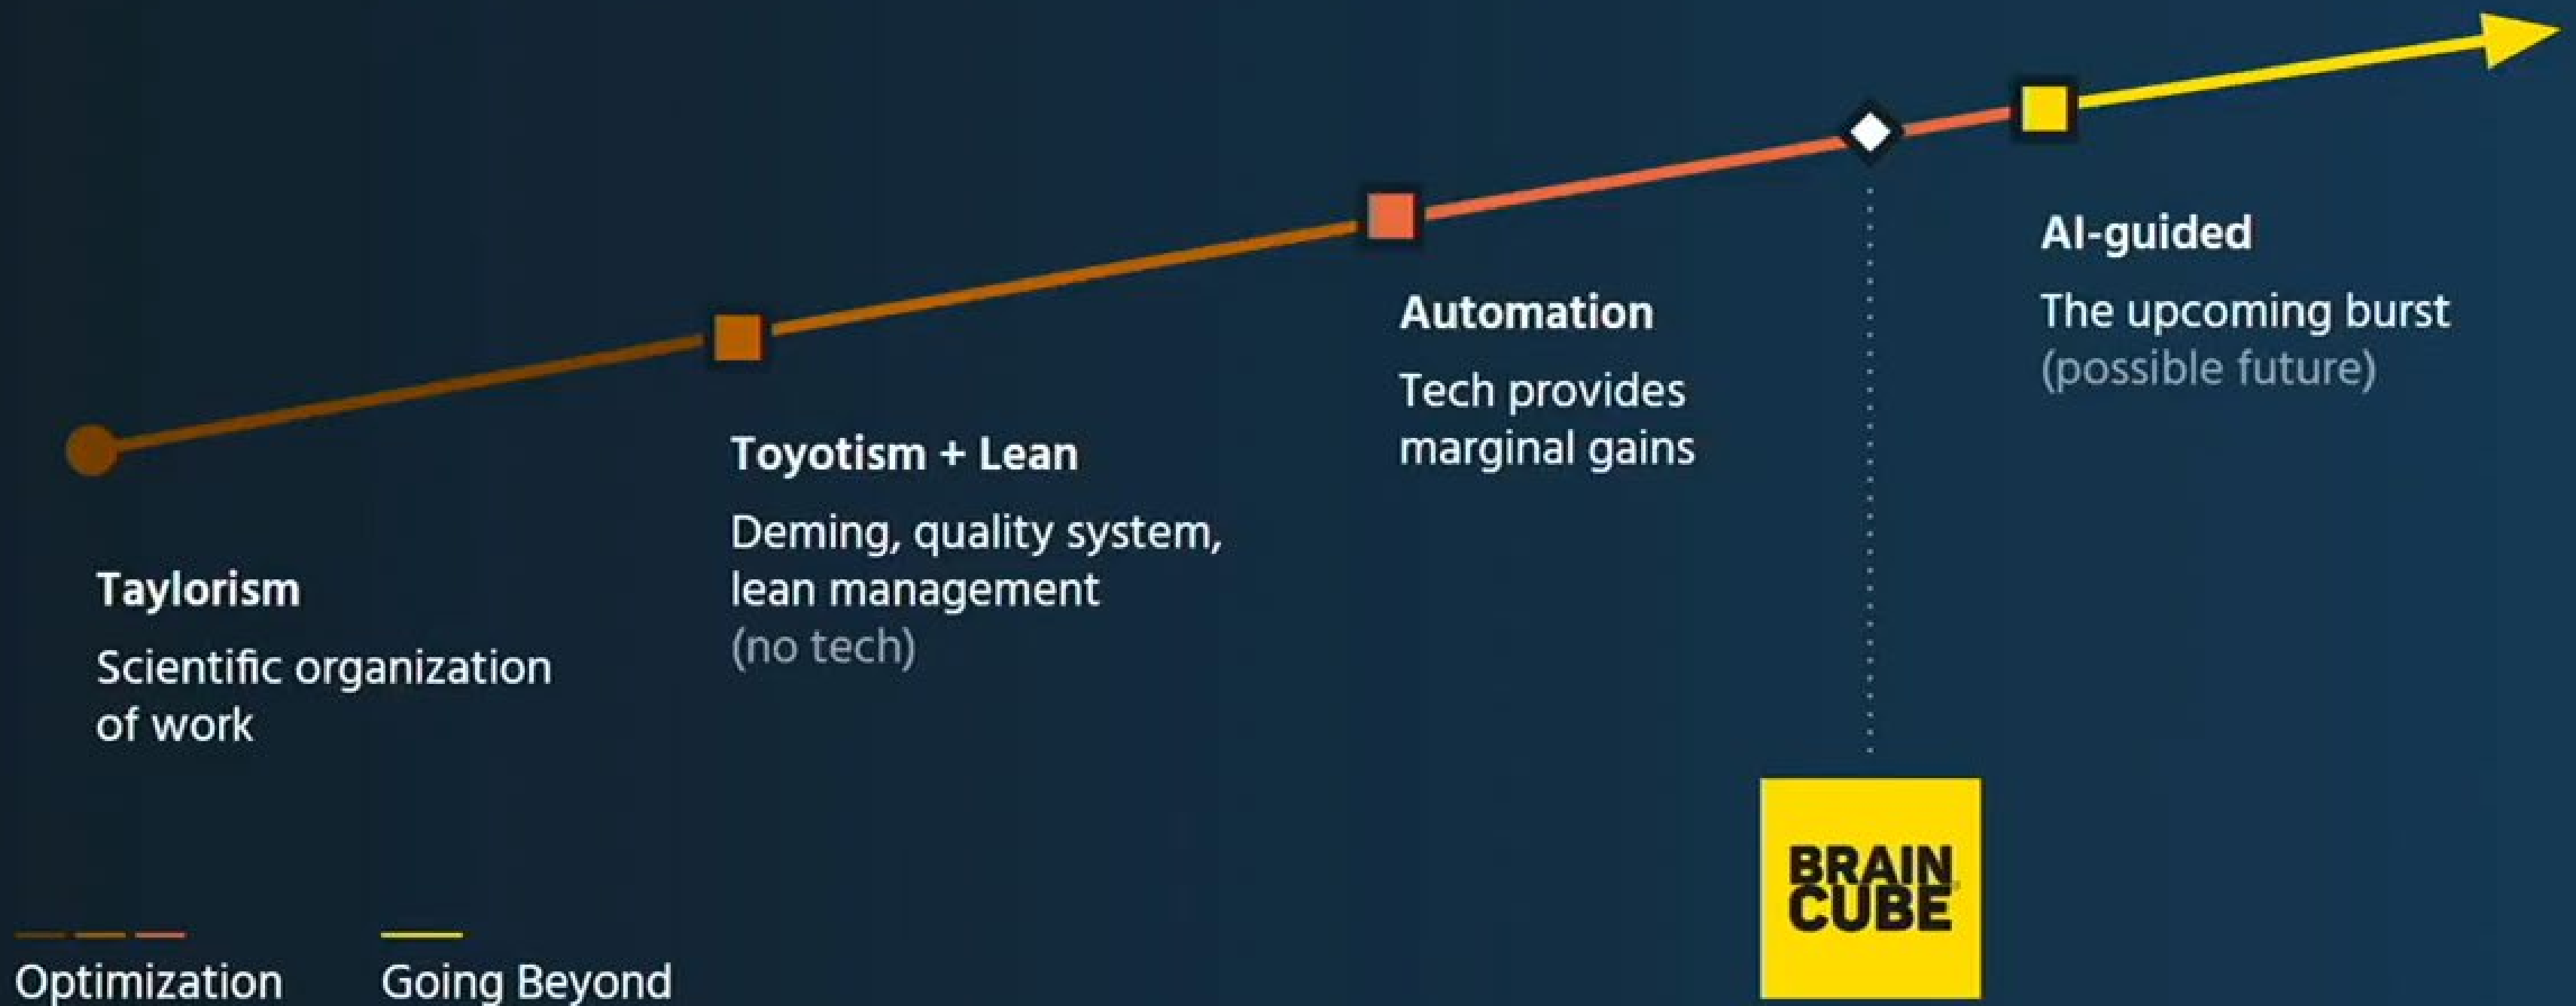 Taylorism
Scientific organization
of work
Toyotism + Lean
Deming, quality system,
lean management
(no tech)
Automation
Tech provides
marginal gains
AI-guided
The upcoming burst
(possible future)
BRAIN
CUBE
Optimization
Going Beyond